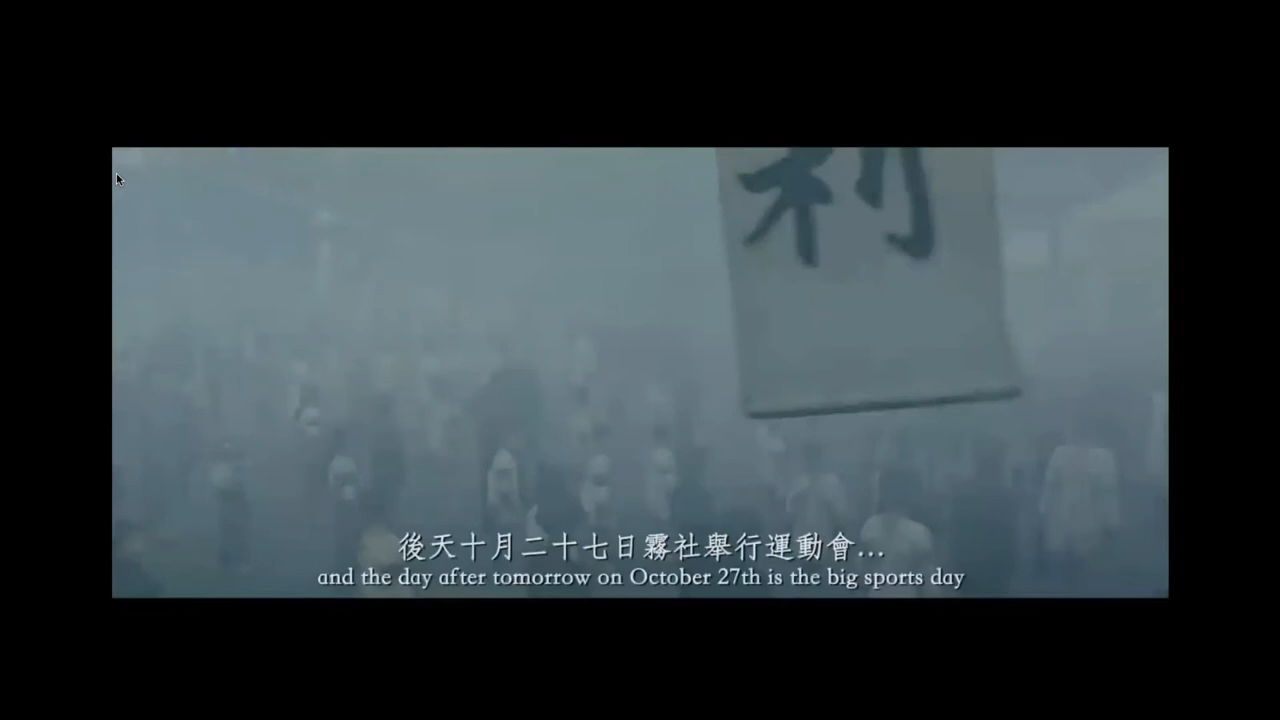 利
後天十月二十七日霧社舉行運動會...
and the day after tomorrow on October 27th is the big sports day